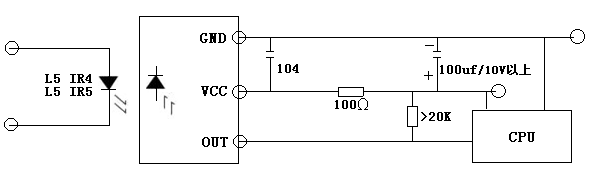 GND
104
100uf/10V以上
L5 IR4
L5 IR5
VCC
100Ω
>20K
OUT
CPU